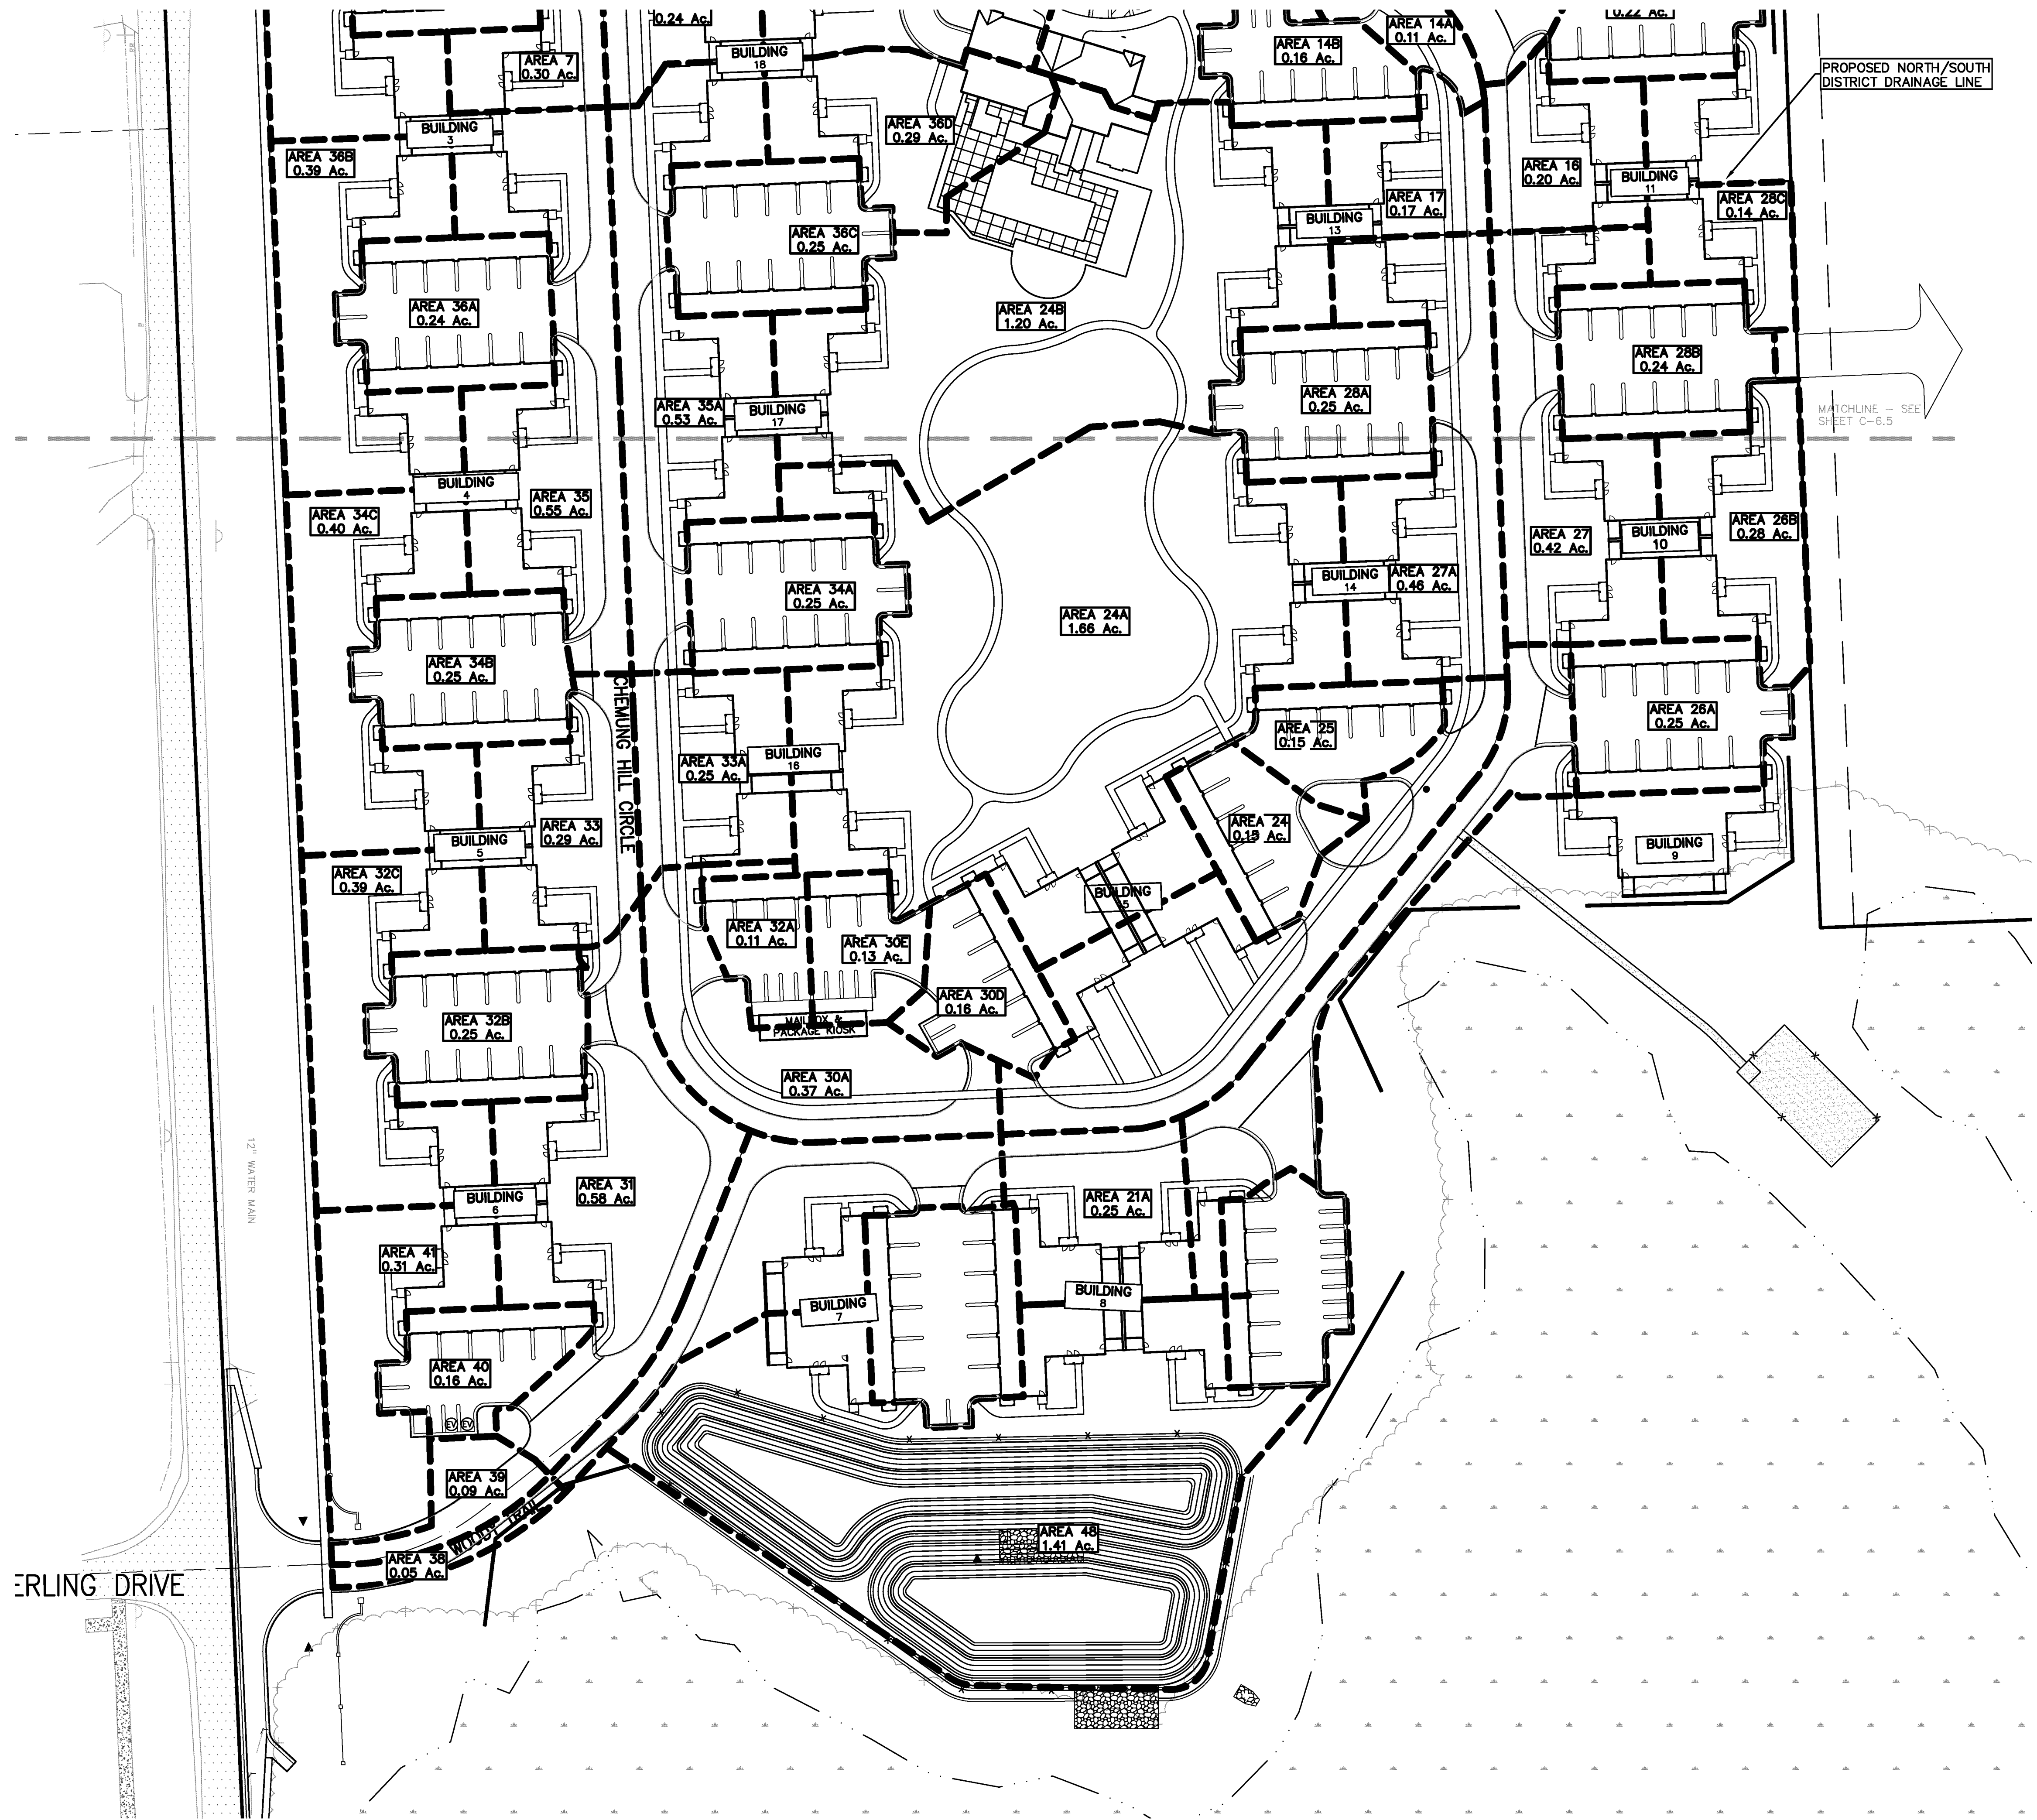 0.24 Ac.
AREA 14A
0.11 Ac.
0.22 Ac.
BUILDING
18
AREA 14B
0.16 Ac.
AREA 7
0.30 Ac.
PROPOSED NORTH/SOUTH
DISTRICT DRAINAGE LINE
BUILDING
3
AREA 36D
0.29 Ac.
AREA 36B
0.39 Ac.
AREA 16
0.20 Ac.
BUILDING
11
AREA 17
0.17 Ac.
AREA 28C
0.14 Ac.
BUILDING
13
AREA 36C
0.25 Ac.
AREA 36A
0.24 Ac.
AREA 24B
1.20 Ac.
AREA 28B
0.24 Ac.
AREA 28A
0.25 Ac.
AREA 35A
0.53 Ac.
BUILDING
17
MATCHLINE - SEE
SHEET C-6.5
BUILDING
4
AREA 35
0.55 Ac.
AREA 34C
0.40 Ac.
AREA 27
0.42 Ac.
BUILDING
10
AREA 26B
0.28 Ac.
BUILDING
14
AREA 27A
0.46 Ac.
AREA 34A
0.25 Ac.
AREA 24A
1.66 Ac.
AREA 34B
0.25 Ac.
CHEMUNG HILL CIRCLE
AREA 26A
0.25 Ac.
AREA 25
0.15 Ac.
AREA 33A
0.25 Ac.
BUILDING
16
AREA 33
0.29 Ac.
AREA 24
0.15 Ac.
BUILDING
5
BUILDING
9
AREA 32C
0.39 Ac.
BUILDING
5
AREA 32A
0.11 Ac.
AREA 30E
0.13 Ac.
AREA 30D
0.16 Ac.
AREA 32B
0.25 Ac.
MAILBOX &
PACKAGE KIOSK
AREA 30A
0.37 Ac.
12" WATER MAIN
BUILDING
6
AREA 31
0.58 Ac.
AREA 21A
0.25 Ac.
AREA 41
0.31 Ac.
BUILDING
7
BUILDING
8
AREA 40
0.16 Ac.
EV EV
AREA 39
0.09 Ac.
WOODY TRAIL
AREA 48
1.41 Ac.
AREA 38
0.05 Ac.
ERLING DRIVE